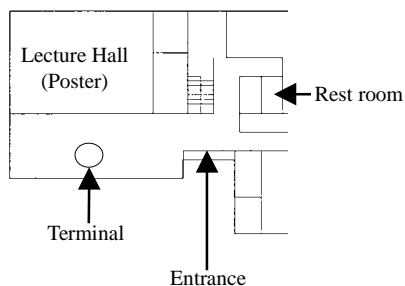 Lecture Hall
(Poster)
Rest room
Terminal
Entrance